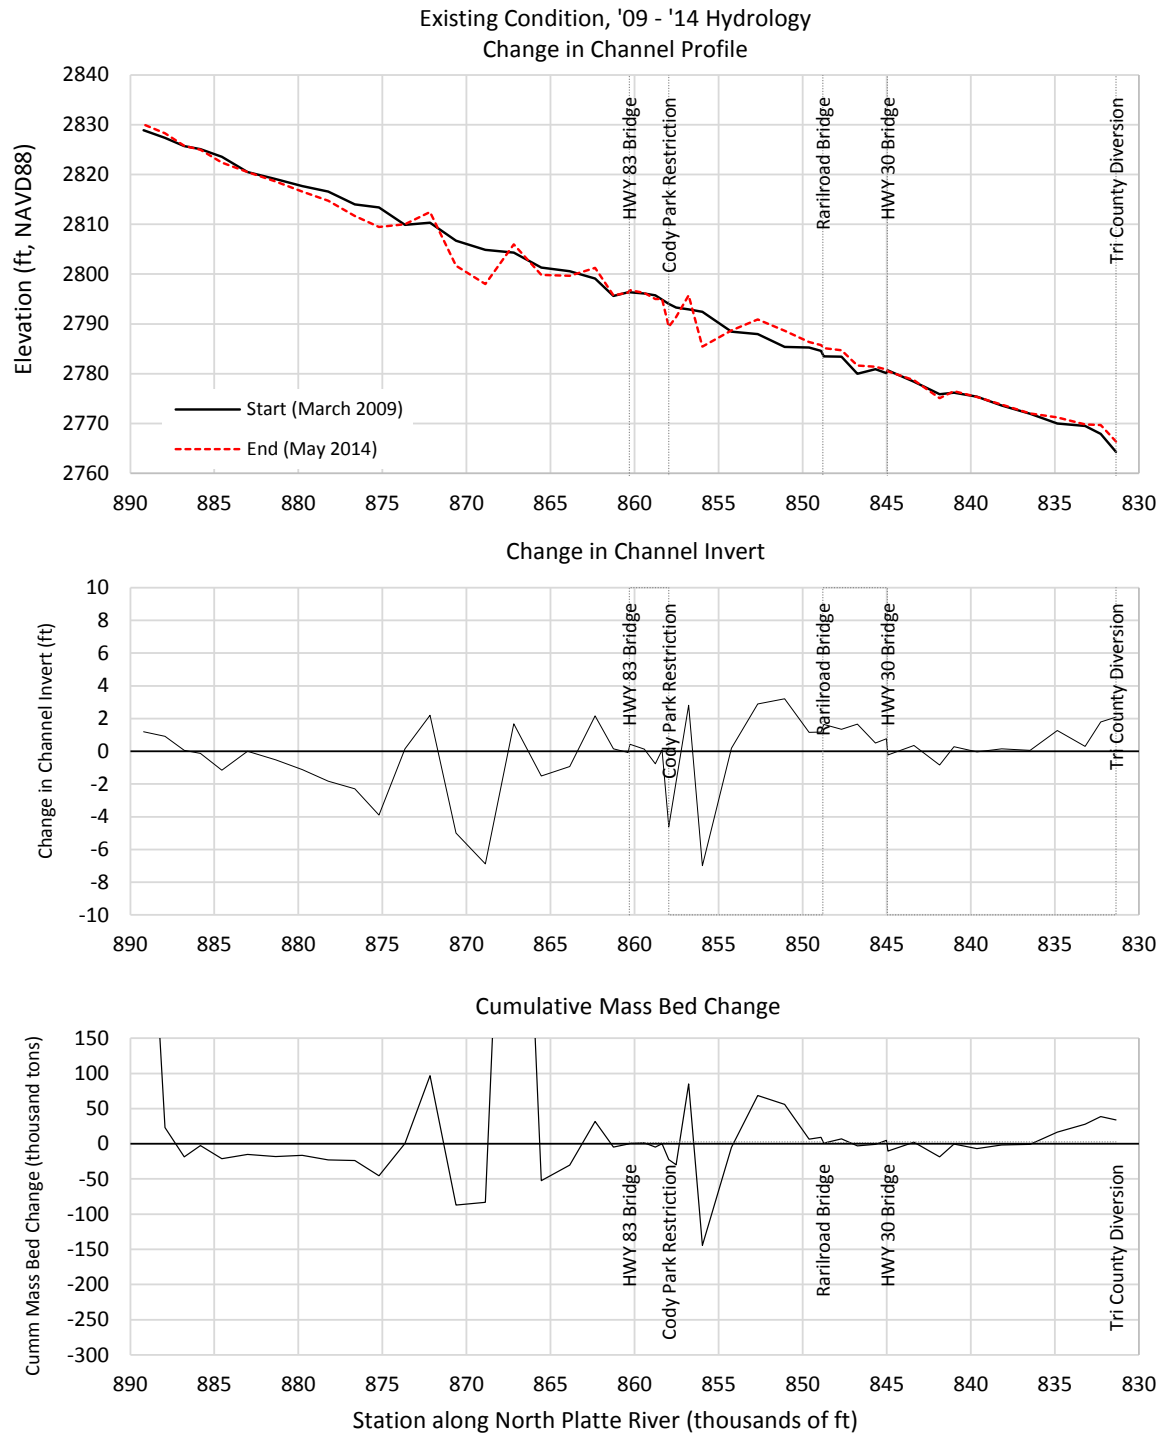 Existing Condition, '09 - '14 Hydrology
Change in Channel Profile
Elevation (ft, NAVD88)
2840
2830
2820
2810
2800
2790
2780
2770
2760
HWY 83 Bridge
Cody Park Restriction
Rarilroad Bridge
HWY 30 Bridge
Tri County Diversion
Start (March 2009)
End (May 2014)
890 885 880 875 870 865 860 855 850 845 840 835 830
Change in Channel Invert
Change in Channel Invert (ft)
10
8
6
4
2
0
-2
-4
-6
-8
-10
HWY 83 Bridge
Cody Park Restriction
Rarilroad Bridge
HWY 30 Bridge
Tri County Diversion
890 885 880 875 870 865 860 855 850 845 840 835 830
Cumulative Mass Bed Change
Cumm Mass Bed Change (thousand tons)
150
100
50
0
-50
-100
-150
-200
-250
-300
HWY 83 Bridge
Cody Park Restriction
Rarilroad Bridge
HWY 30 Bridge
Tri County Diversion
890 885 880 875 870 865 860 855 850 845 840 835 830
Station along North Platte River (thousands of ft)